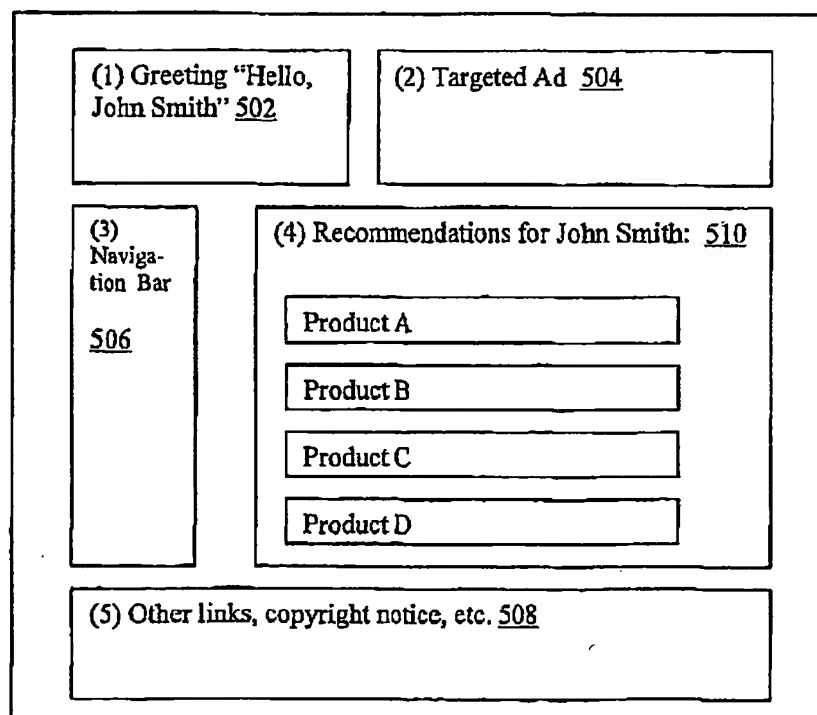 (1) Greeting “Hello,
John Smith” 502
(2) Targeted Ad 504
(3)
Naviga-
tion Bar
506
(4) Recommendations for John Smith: 510
Product A
Product B
Product C
Product D
(5) Other links, copyright notice, etc. 508